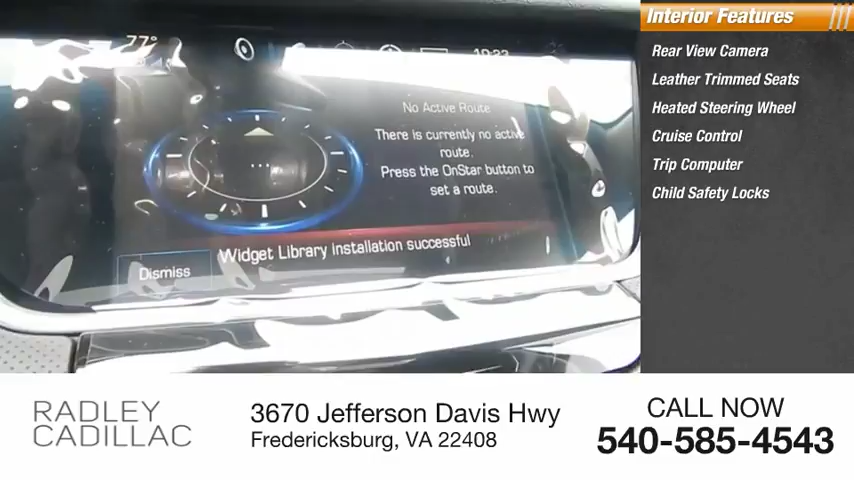 Interior Features
Rear View Camera
Leather Trimmed Seats
Heated Steering Wheel
Cruise Control
Trip Computer
Child Safety Locks
77°
10:33
No Active Route
There is currently no active
route.
Press the OnStar button to
set a route.
Widget Library installation successful
Dismiss
RADLEY
CADILLAC
3670 Jefferson Davis Hwy
Fredericksburg, VA 22408
CALL NOW
540-585-4543